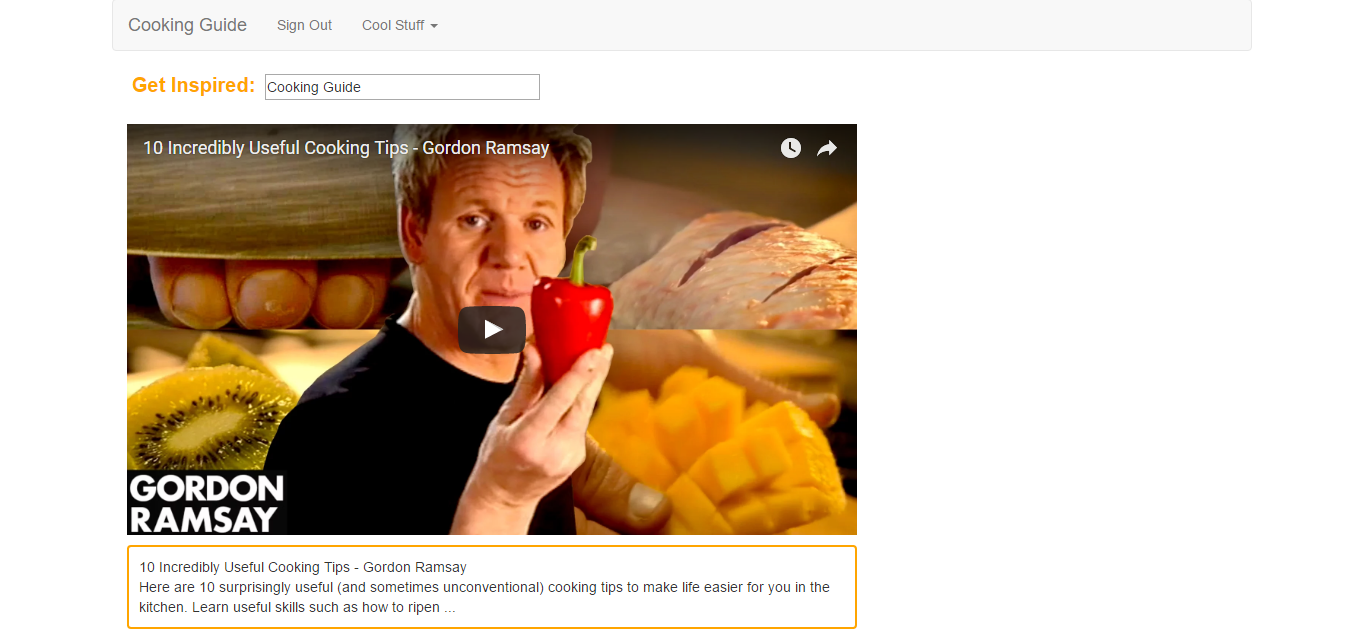 Cooking Guide Sign Out Cool Stuff
Get Inspired: Cooking Guide
10 Incredibly Useful Cooking Tips - Gordon Ramsay
GORDON
RAMSAY
10 Incredibly Useful Cooking Tips - Gordon Ramsay
Here are 10 surprisingly useful (and sometimes unconventional) cooking tips to make life easier for you in the
kitchen. Learn useful skills such as how to ripen ...